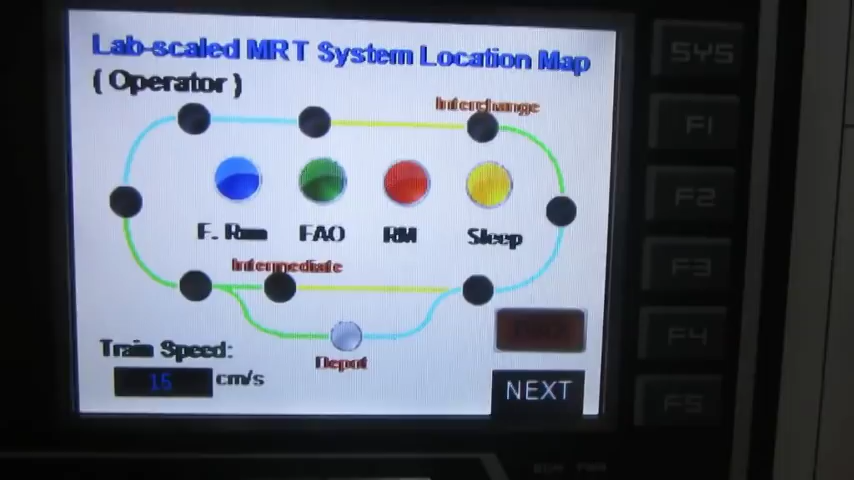 Lab-scaled MRT System Location Map
( Operator )
Interchange
F. Run
FAO
RM
Sleep
Intermediate
Train Speed:
15
cm/s
Depot
NEXT
SYS
F1
F2
F3
F4
F5